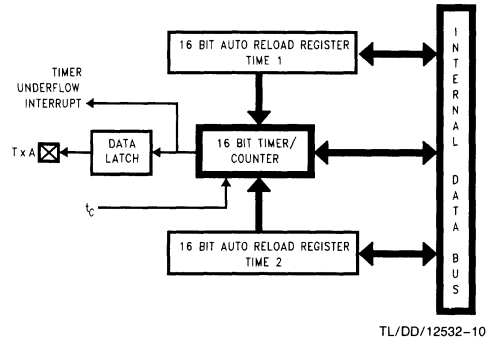 16 BIT AUTO RELOAD REGISTER
TIME 1
TIMER
UNDERFLOW
INTERRUPT
TxA
DATA
LATCH
16 BIT TIMER/
COUNTER
tC
16 BIT AUTO RELOAD REGISTER
TIME 2
INTERNAL DATA BUS
TL/DD/12532-10